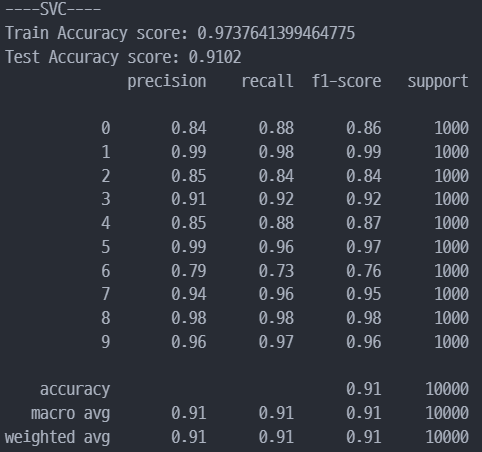 ----SVC----
Train Accuracy score: 0.9737641399464775
Test Accuracy score: 0.9102
precision recall f1-score support
0 0.84 0.88 0.86 1000
1 0.99 0.98 0.99 1000
2 0.85 0.84 0.84 1000
3 0.91 0.92 0.92 1000
4 0.85 0.88 0.87 1000
5 0.99 0.96 0.97 1000
6 0.79 0.73 0.76 1000
7 0.94 0.96 0.95 1000
8 0.98 0.98 0.98 1000
9 0.96 0.97 0.96 1000
accuracy 0.91 10000
macro avg 0.91 0.91 0.91 10000
weighted avg 0.91 0.91 0.91 10000